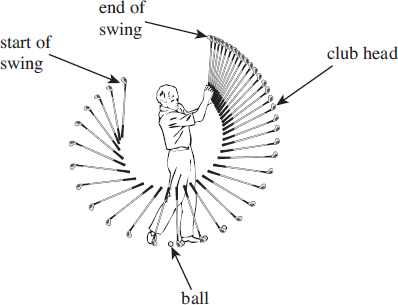 end of
swing
start of
swing
club head
ball